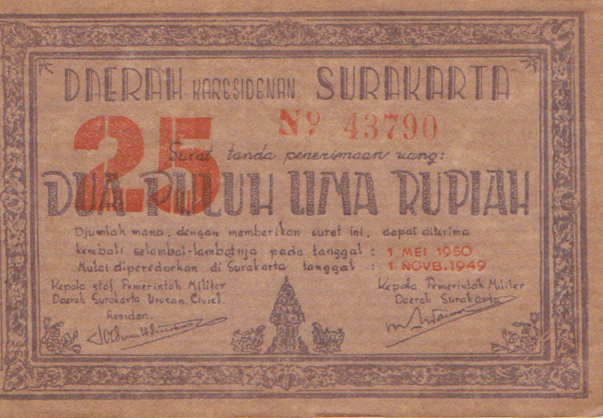 DAERAH KARESIDENAN SURAKARTA
No 43790
25
Surat tanda penerimaan uang:
DUA PULUH LIMA RUPIAH
Djumlah mana, dengan memberikan surat ini, dapat diterima
kembali selambat-lambatnja pada tanggal : 1 MEI 1950
Mulai diperedarkan di Surakarta tanggal : 1 NOVB. 1949
Kepala staf Pemerintah Militer
Daerah Surakarta Urusan Civiel.
Residen.
Kepala Pemerintah Militer
Daerah Surakarta